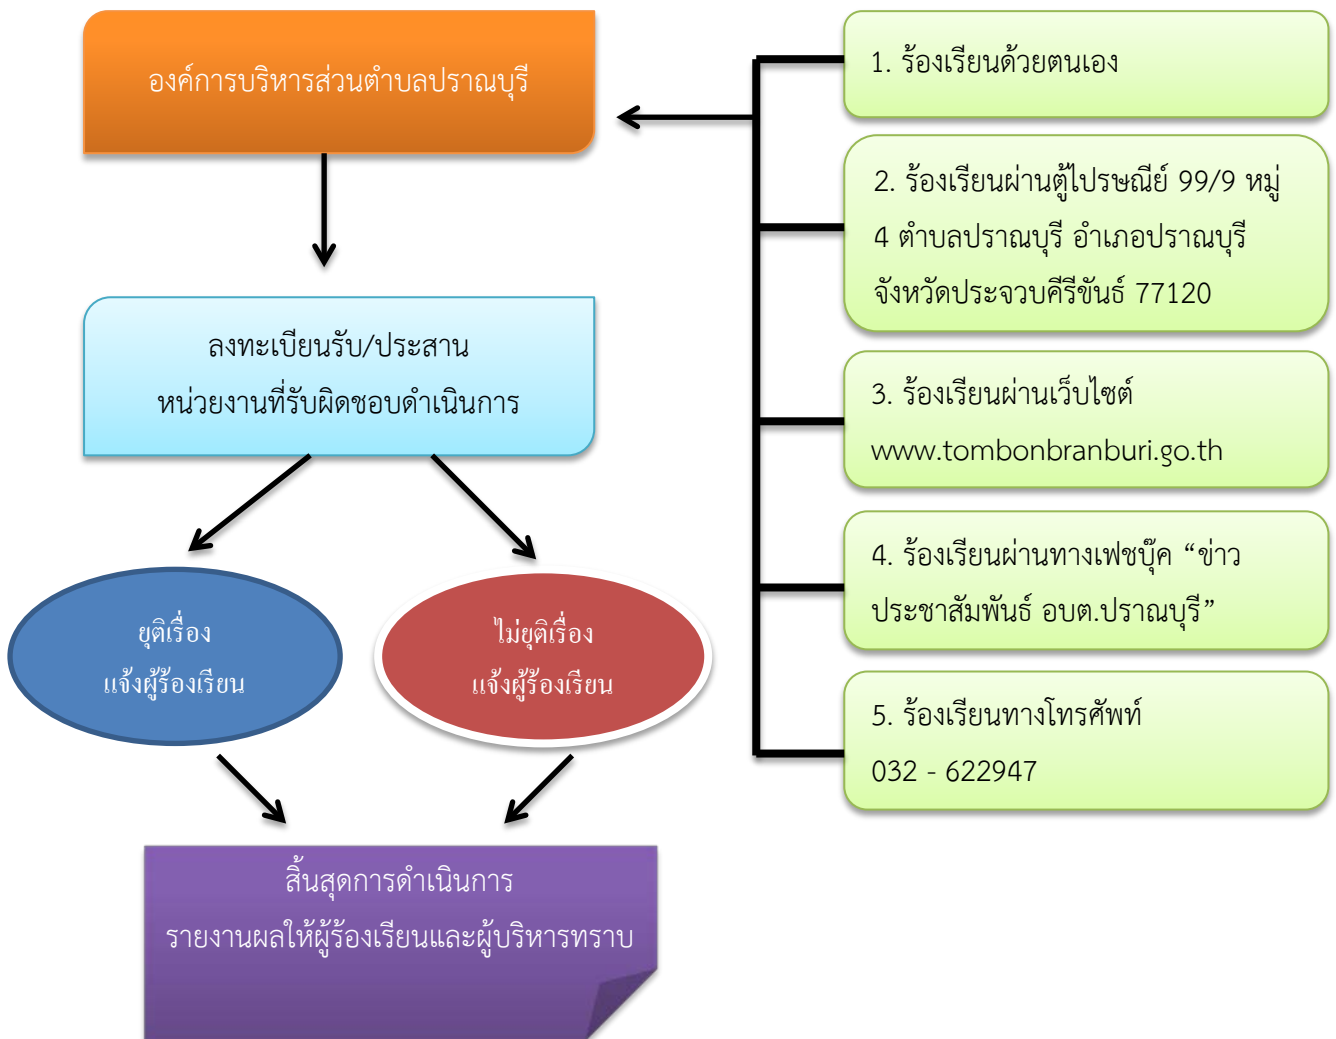 องค์การบริหารส่วนตำบลปราณบุรี
ลงทะเบียนรับ/ประสาน
หน่วยงานที่รับผิดชอบดำเนินการ
ยุติเรื่อง
แจ้งผู้ร้องเรียน
ไม่ยุติเรื่อง
แจ้งผู้ร้องเรียน
สิ้นสุดการดำเนินการ
รายงานผลให้ผู้ร้องเรียนและผู้บริหารทราบ
1. ร้องเรียนด้วยตนเอง
2. ร้องเรียนผ่านตู้ไปรษณีย์ 99/9 หมู่
4 ตำบลปราณบุรี อำเภอปราณบุรี
จังหวัดประจวบคีรีขันธ์ 77120
3. ร้องเรียนผ่านเว็บไซต์
www.tombonbranburi.go.th
4. ร้องเรียนผ่านทางเฟชบุ๊ค “ข่าว
ประชาสัมพันธ์ อบต.ปราณบุรี”
5. ร้องเรียนทางโทรศัพท์
032 - 622947